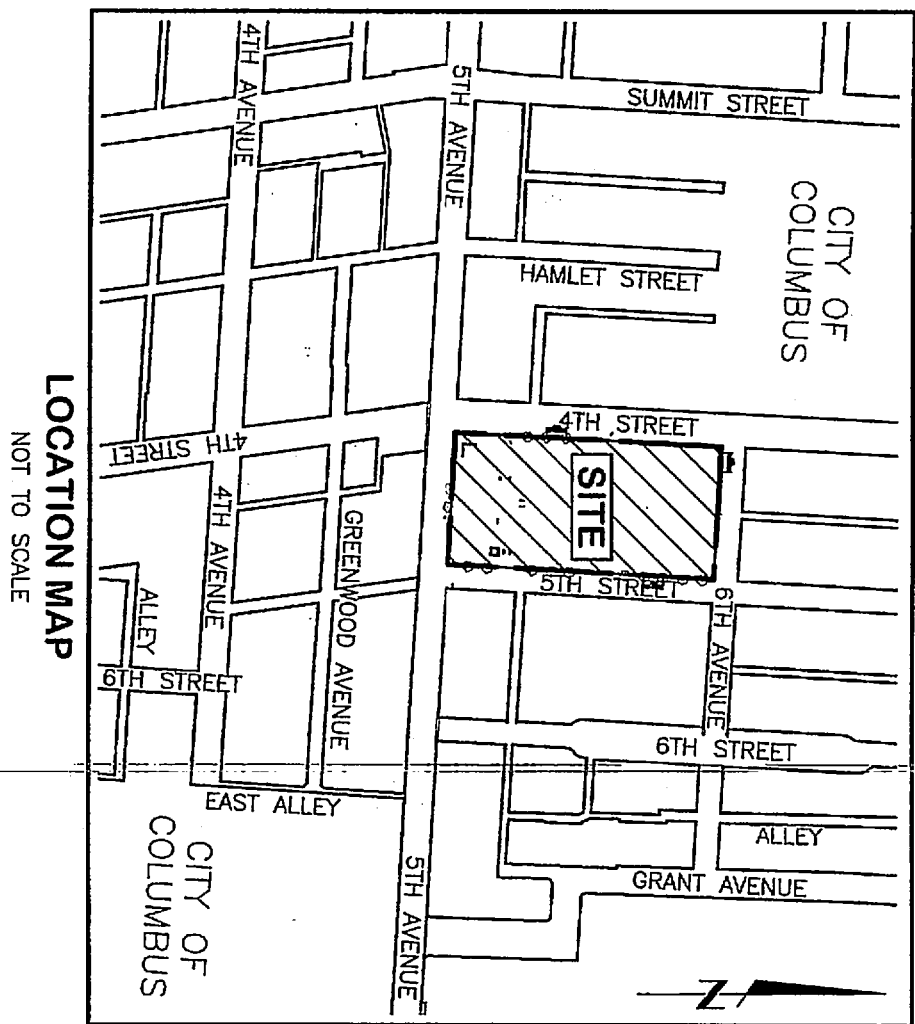 SUMMIT STREET
5TH AVENUE
4TH AVENUE
CITY OF
COLUMBUS
HAMLET STREET
4TH STREET
4TH STREET
SITE
5TH STREET
6TH AVENUE
GREENWOOD AVENUE
4TH AVENUE
ALLEY
6TH STREET
6TH STREET
EAST ALLEY
ALLEY
GRANT AVENUE
5TH AVENUE
CITY OF
COLUMBUS
N
LOCATION MAP
NOT TO SCALE